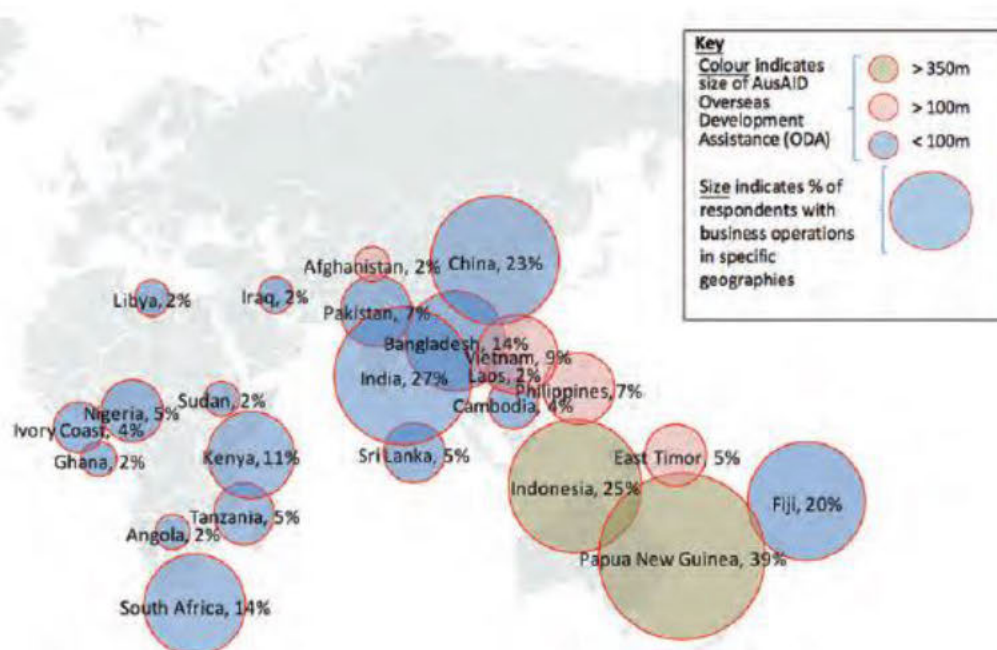 Key
Colour indicates
size of AusAID
Overseas
Development
Assistance (ODA)
> 350m
> 100m
< 100m
Size indicates % of
respondents with
business operations
in specific
geographies
Afghanistan, 2%
China, 23%
Libya, 2%
Iraq, 2%
Pakistan, 7%
Bangladesh, 14%
Vietnam, 9%
India, 27%
Laos, 2%
Philippines, 7%
Sudan, 2%
Cambodia, 4%
Nigeria, 5%
Ivory Coast, 4%
Ghana, 2%
Kenya, 11%
Sri Lanka, 5%
East Timor, 5%
Indonesia, 25%
Fiji, 20%
Tanzania, 5%
Angola, 2%
Papua New Guinea, 39%
South Africa, 14%